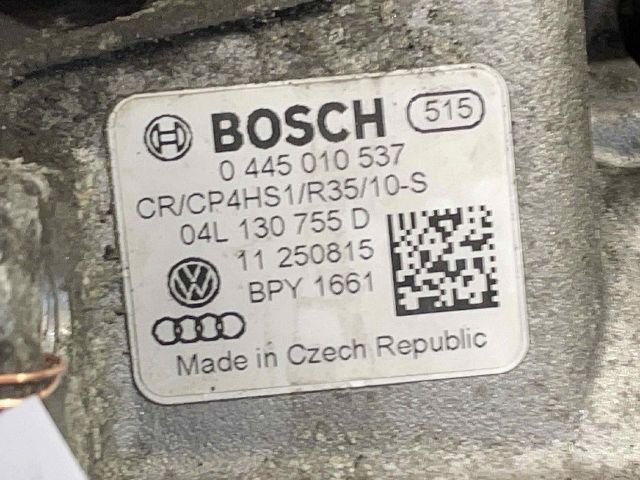 BOSCH 515
0 445 010 537
CR/CP4HS1/R35/10-S
04L 130 755 D
11 250815
BPY 1661
Made in Czech Republic